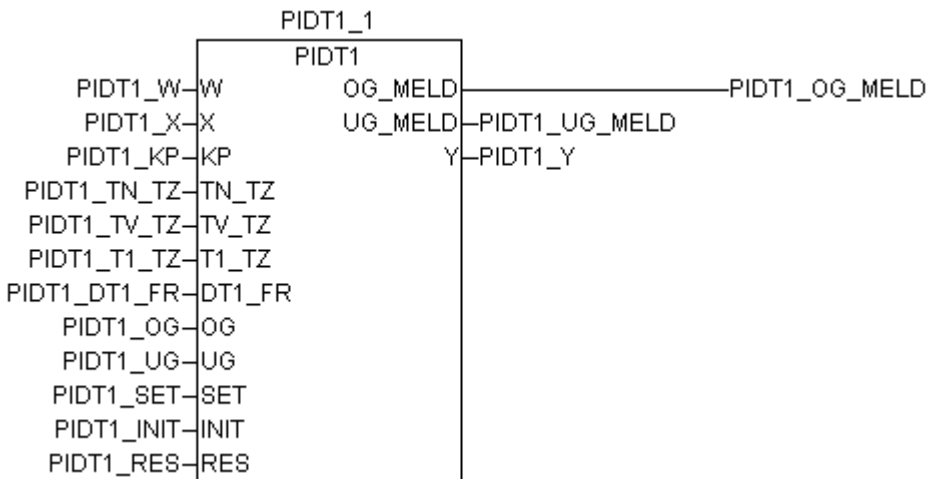 PIDT1_1
PIDT1
PIDT1_W W OG_MELD PIDT1_OG_MELD
PIDT1_X X UG_MELD PIDT1_UG_MELD
PIDT1_KP KP Y PIDT1_Y
PIDT1_TN_TZ TN_TZ
PIDT1_TV_TZ TV_TZ
PIDT1_T1_TZ T1_TZ
PIDT1_DT1_FR DT1_FR
PIDT1_OG OG
PIDT1_UG UG
PIDT1_SET SET
PIDT1_INIT INIT
PIDT1_RES RES